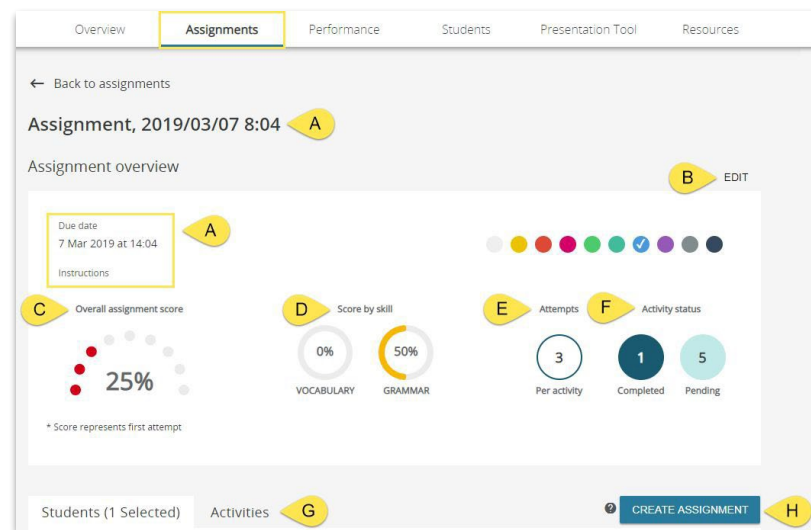 Overview Assignments Performance Students Presentation Tool Resources
← Back to assignments
Assignment, 2019/03/07 8:04 A
Assignment overview
B EDIT
Due date
7 Mar 2019 at 14:04 A
Instructions
C Overall assignment score D Score by skill E Attempts F Activity status
25% 0% 50% 3 1 5
VOCABULARY GRAMMAR Per activity Completed Pending
* Score represents first attempt
Students (1 Selected) Activities G ? CREATE ASSIGNMENT H